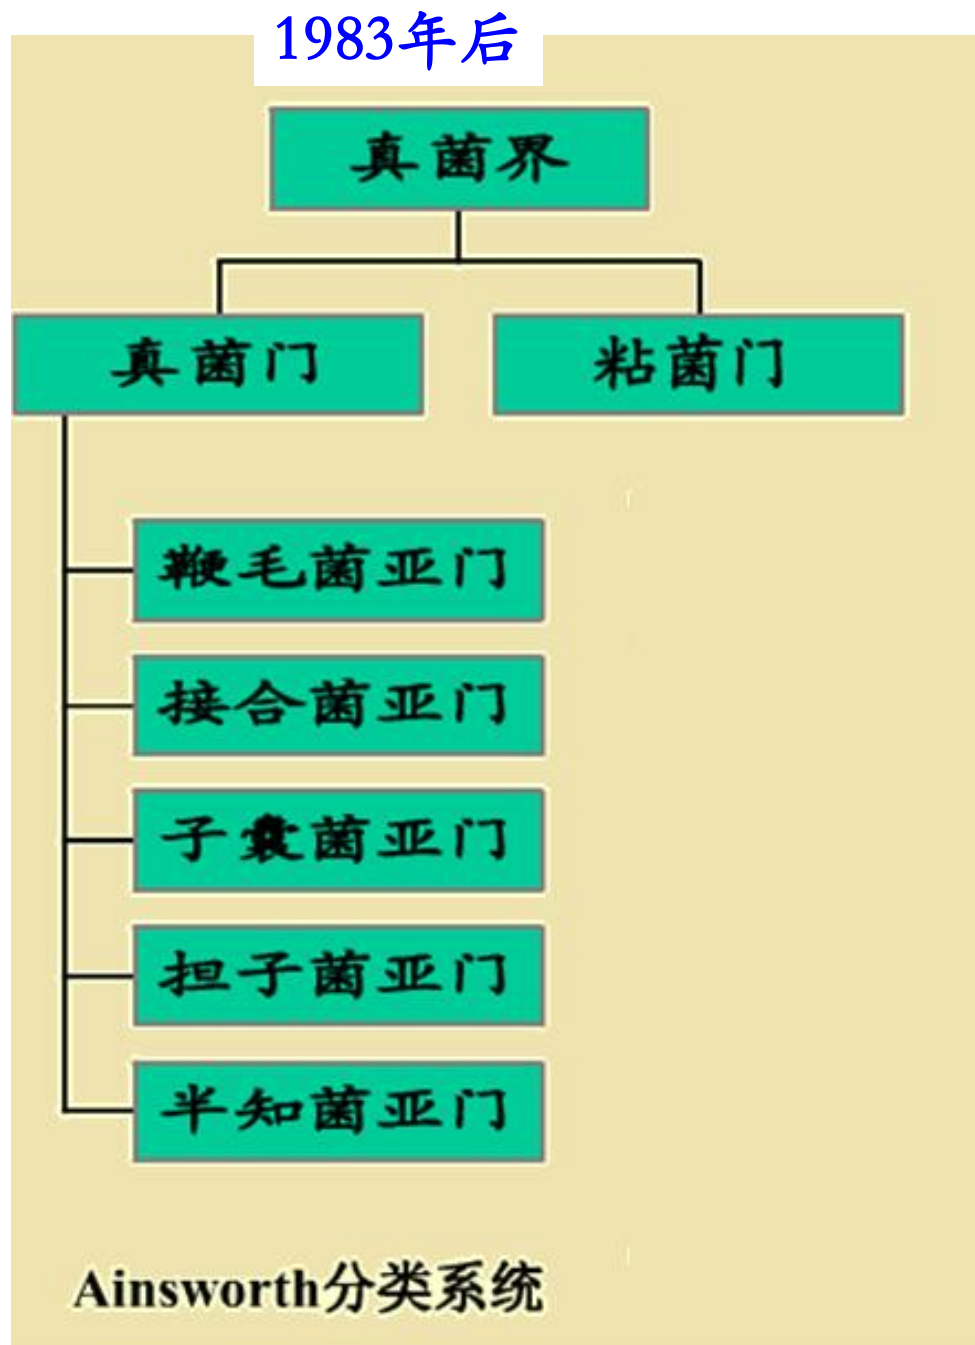 1983年后
真菌界
真菌门
粘菌门
鞭毛菌亚门
接合菌亚门
子囊菌亚门
担子菌亚门
半知菌亚门
Ainsworth分类系统